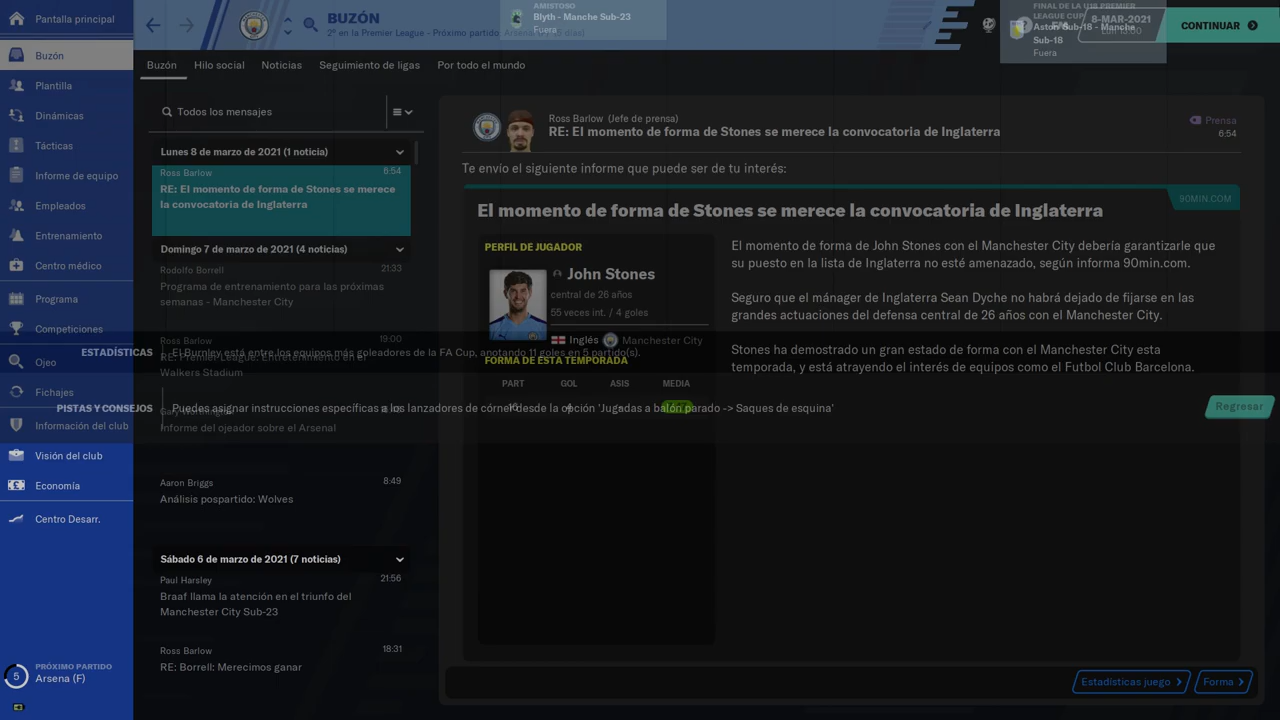 Pantalla principal
Buzón
Plantilla
Dinámicas
Tácticas
Informe de equipo
Empleados
Entrenamiento
Centro médico
Programa
Competiciones
Ojeo
Fichajes
Información del club
Visión del club
Economía
Centro Desarr.
PRÓXIMO PARTIDO
5
Arsena (F)
BUZÓN
2º en la Premier League - Próximo partido
AMISTOSO
Blyth - Manche Sub-23
Fuera
FINAL DE LA U18 PREMIER
LEAGUE CUP
Aston Sub-18 - Manche
Sub-18
Fuera
8-MAR-2021
CONTINUAR
Buzón
Hilo social
Noticias
Seguimiento de ligas
Por todo el mundo
Todos los mensajes
Lunes 8 de marzo de 2021 (1 noticia)
Ross Barlow
6:54
RE: El momento de forma de Stones se merece
la convocatoria de Inglaterra
Domingo 7 de marzo de 2021 (4 noticias)
Rodolfo Borrell
21:33
Programa de entrenamiento para las próximas
semanas - Manchester City
Ross Barlow
19:00
RE: Premier League: Entretenimiento en el
Walkers Stadium
Informe del ojeador sobre el Arsenal
Aaron Briggs
8:49
Análisis pospartido: Wolves
Sábado 6 de marzo de 2021 (7 noticias)
Paul Harsley
21:56
Braaf llama la atención en el triunfo del
Manchester City Sub-23
Ross Barlow
18:31
RE: Borrell: Merecimos ganar
Ross Barlow (Jefe de prensa)
RE: El momento de forma de Stones se merece la convocatoria de Inglaterra
Prensa
6:54
Te envío el siguiente informe que puede ser de tu interés:
90MIN.COM
El momento de forma de Stones se merece la convocatoria de Inglaterra
PERFIL DE JUGADOR
John Stones
central de 26 años
55 veces int. / 4 goles
Inglés
Manchester City
FORMA DE ESTA TEMPORADA
PART
GOL
ASIS
MEDIA
El momento de forma de John Stones con el Manchester City debería garantizarle que
su puesto en la lista de Inglaterra no esté amenazado, según informa 90min.com.
Seguro que el mánager de Inglaterra Sean Dyche no habrá dejado de fijarse en las
grandes actuaciones del defensa central de 26 años con el Manchester City.
Stones ha demostrado un gran estado de forma con el Manchester City esta
temporada, y está atrayendo el interés de equipos como el Futbol Club Barcelona.
ESTADÍSTICAS
El Burnley está entre los equipos más goleadores de la FA Cup, anotando 11 goles en 5 partido(s).
PISTAS Y CONSEJOS
Puedes asignar instrucciones específicas a los lanzadores de córner desde la opción 'Jugadas a balón parado -> Saques de esquina'
Regresar
Estadísticas juego
Forma